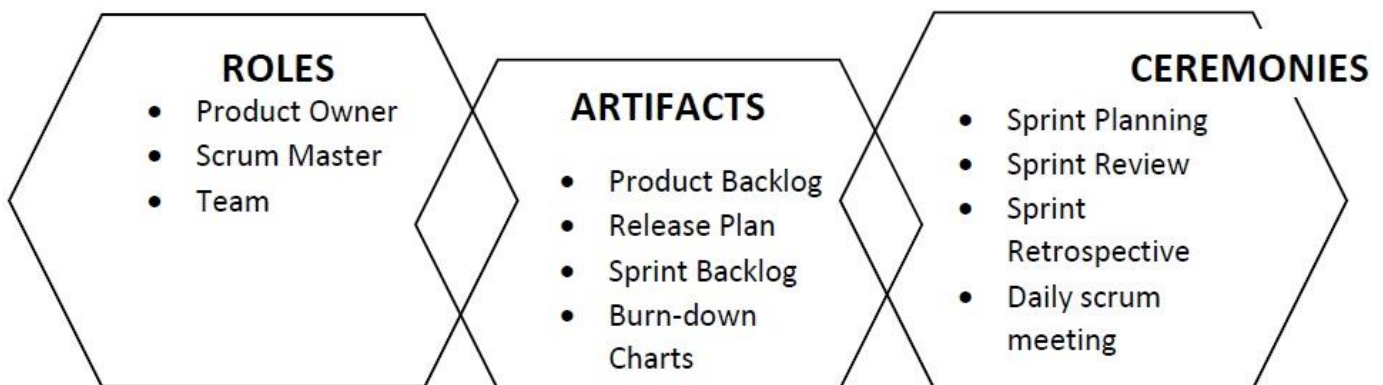 ROLES
• Product Owner
• Scrum Master
• Team
ARTIFACTS
• Product Backlog
• Release Plan
• Sprint Backlog
• Burn-down
Charts
CEREMONIES
• Sprint Planning
• Sprint Review
• Sprint
Retrospective
• Daily scrum
meeting